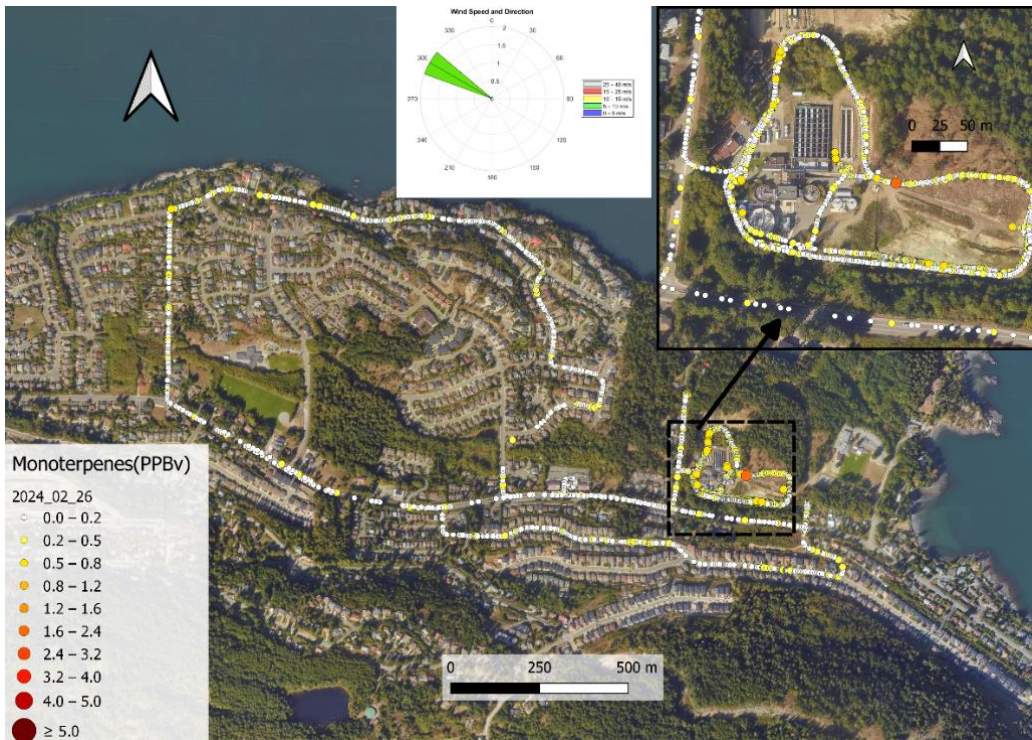 Wind Speed and Direction
0
2
330
30
1.5
300
60
1
0.5
270
0
90
25 – 40 m/s
15 – 25 m/s
10 – 15 m/s
5 – 10 m/s
0 – 5 m/s
240
120
210
150
180
0 25 50 m
Monoterpenes(PPBv)
2024_02_26
0.0 – 0.2
0.2 – 0.5
0.5 – 0.8
0.8 – 1.2
1.2 – 1.6
1.6 – 2.4
2.4 – 3.2
3.2 – 4.0
4.0 – 5.0
≥ 5.0
0 250 500 m